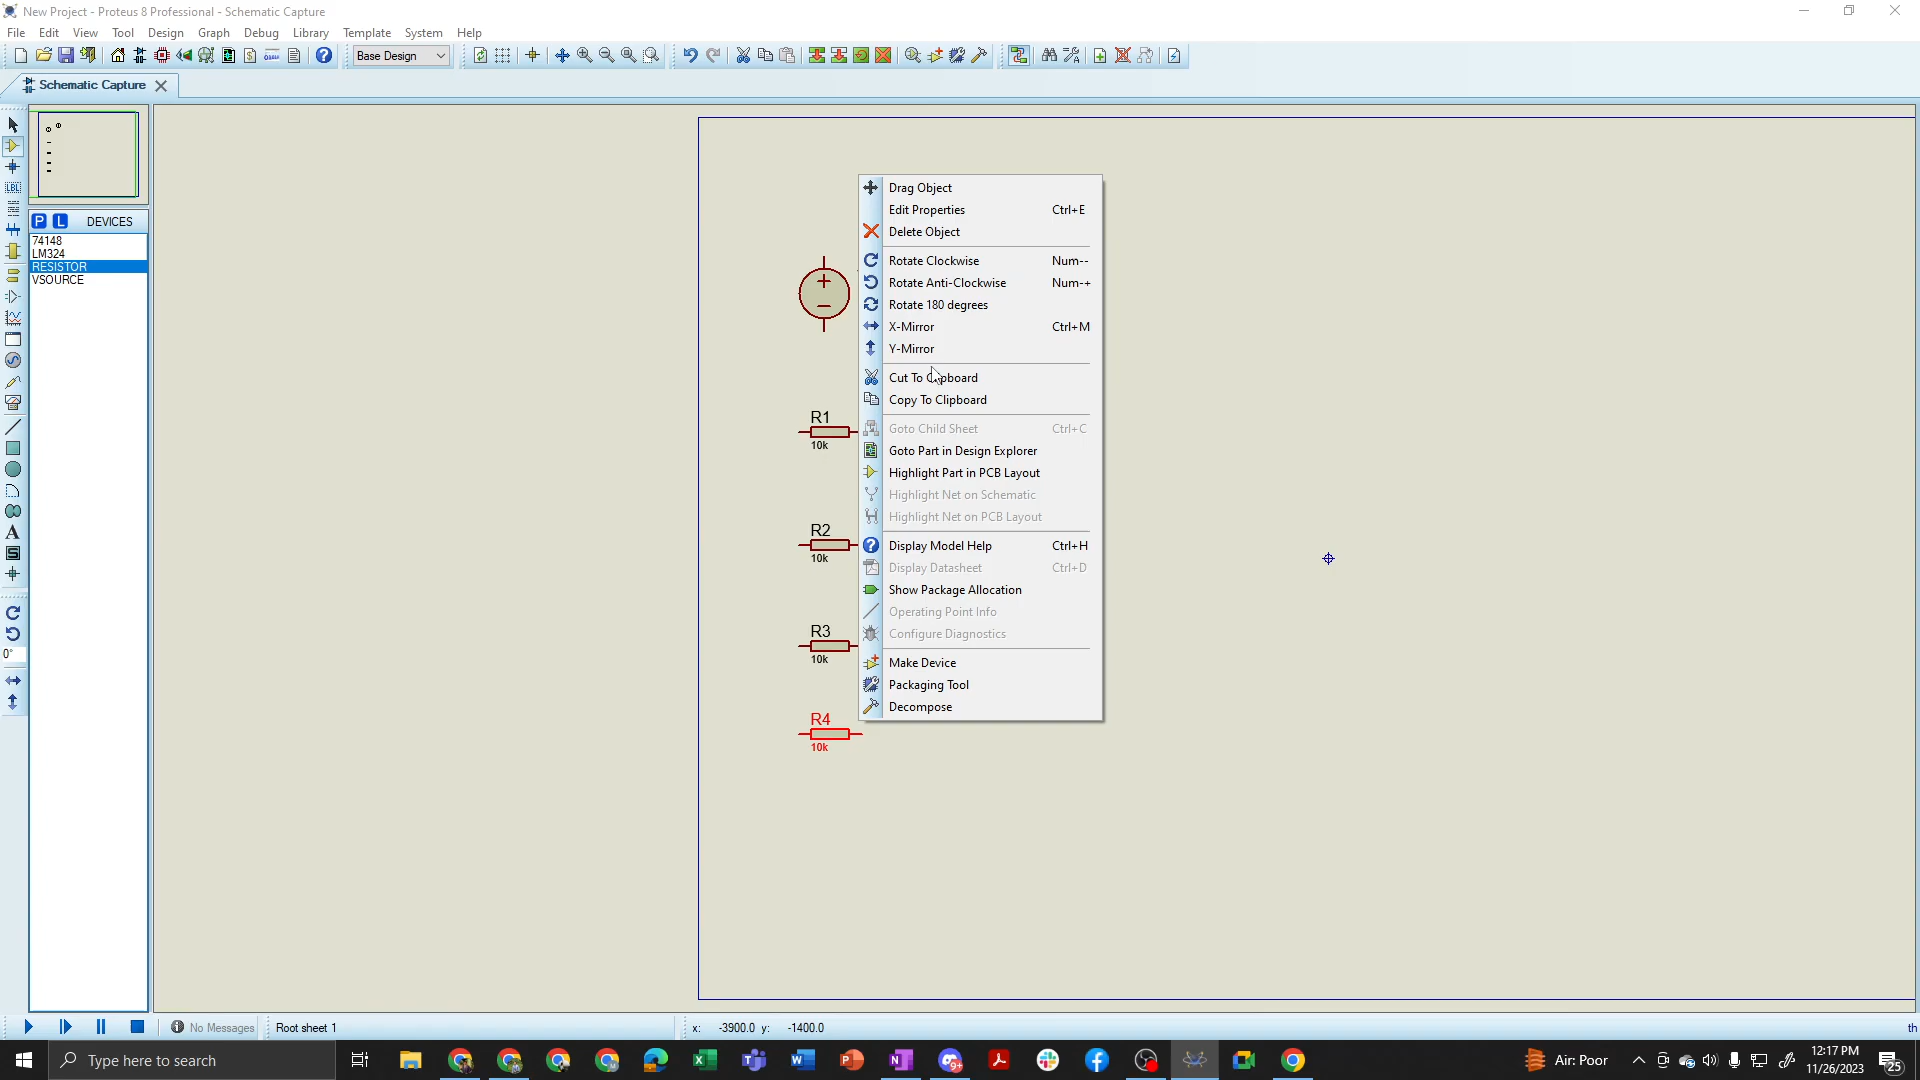 New Project - Proteus 8 Professional - Schematic Capture
File Edit View Tool Design Graph Debug Library Template System Help
Base Design
Schematic Capture
P L DEVICES
74148
LM324
RESISTOR
VSOURCE
LBL
A
S
0°
Drag Object
Edit Properties Ctrl+E
Delete Object
Rotate Clockwise Num--
Rotate Anti-Clockwise Num-+
Rotate 180 degrees
X-Mirror Ctrl+M
Y-Mirror
Cut To Clipboard
Copy To Clipboard
Goto Child Sheet Ctrl+C
Goto Part in Design Explorer
Highlight Part in PCB Layout
Highlight Net on Schematic
Highlight Net on PCB Layout
Display Model Help Ctrl+H
Display Datasheet Ctrl+D
Show Package Allocation
Operating Point Info
Configure Diagnostics
Make Device
Packaging Tool
Decompose
R1
10k
R2
10k
R3
10k
R4
10k
No Messages Root sheet 1 x: -3900.0 y: -1400.0 th
Type here to search
Air: Poor
12:17 PM
11/26/2023
25